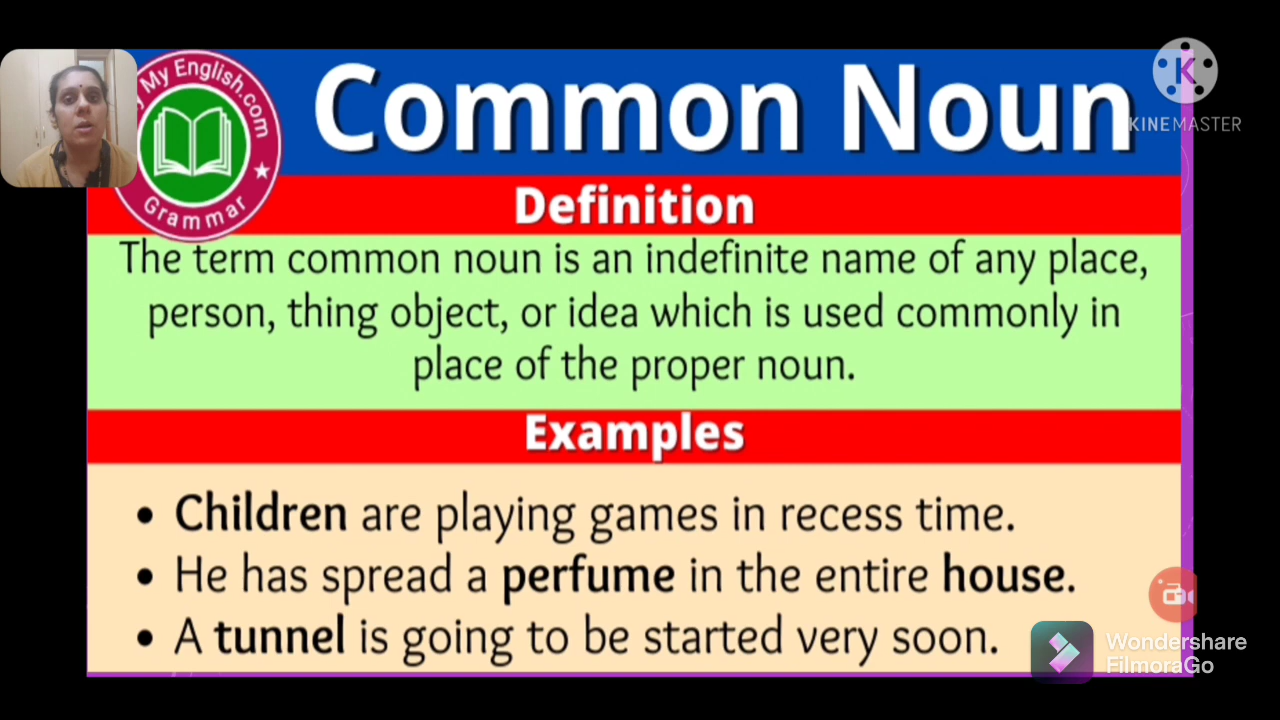 My English.com
Grammar
Common Noun
KINEMASTER
Definition
The term common noun is an indefinite name of any place,
person, thing object, or idea which is used commonly in
place of the proper noun.
Examples
• Children are playing games in recess time.
• He has spread a perfume in the entire house.
• A tunnel is going to be started very soon.
Wondershare
FilmoraGo